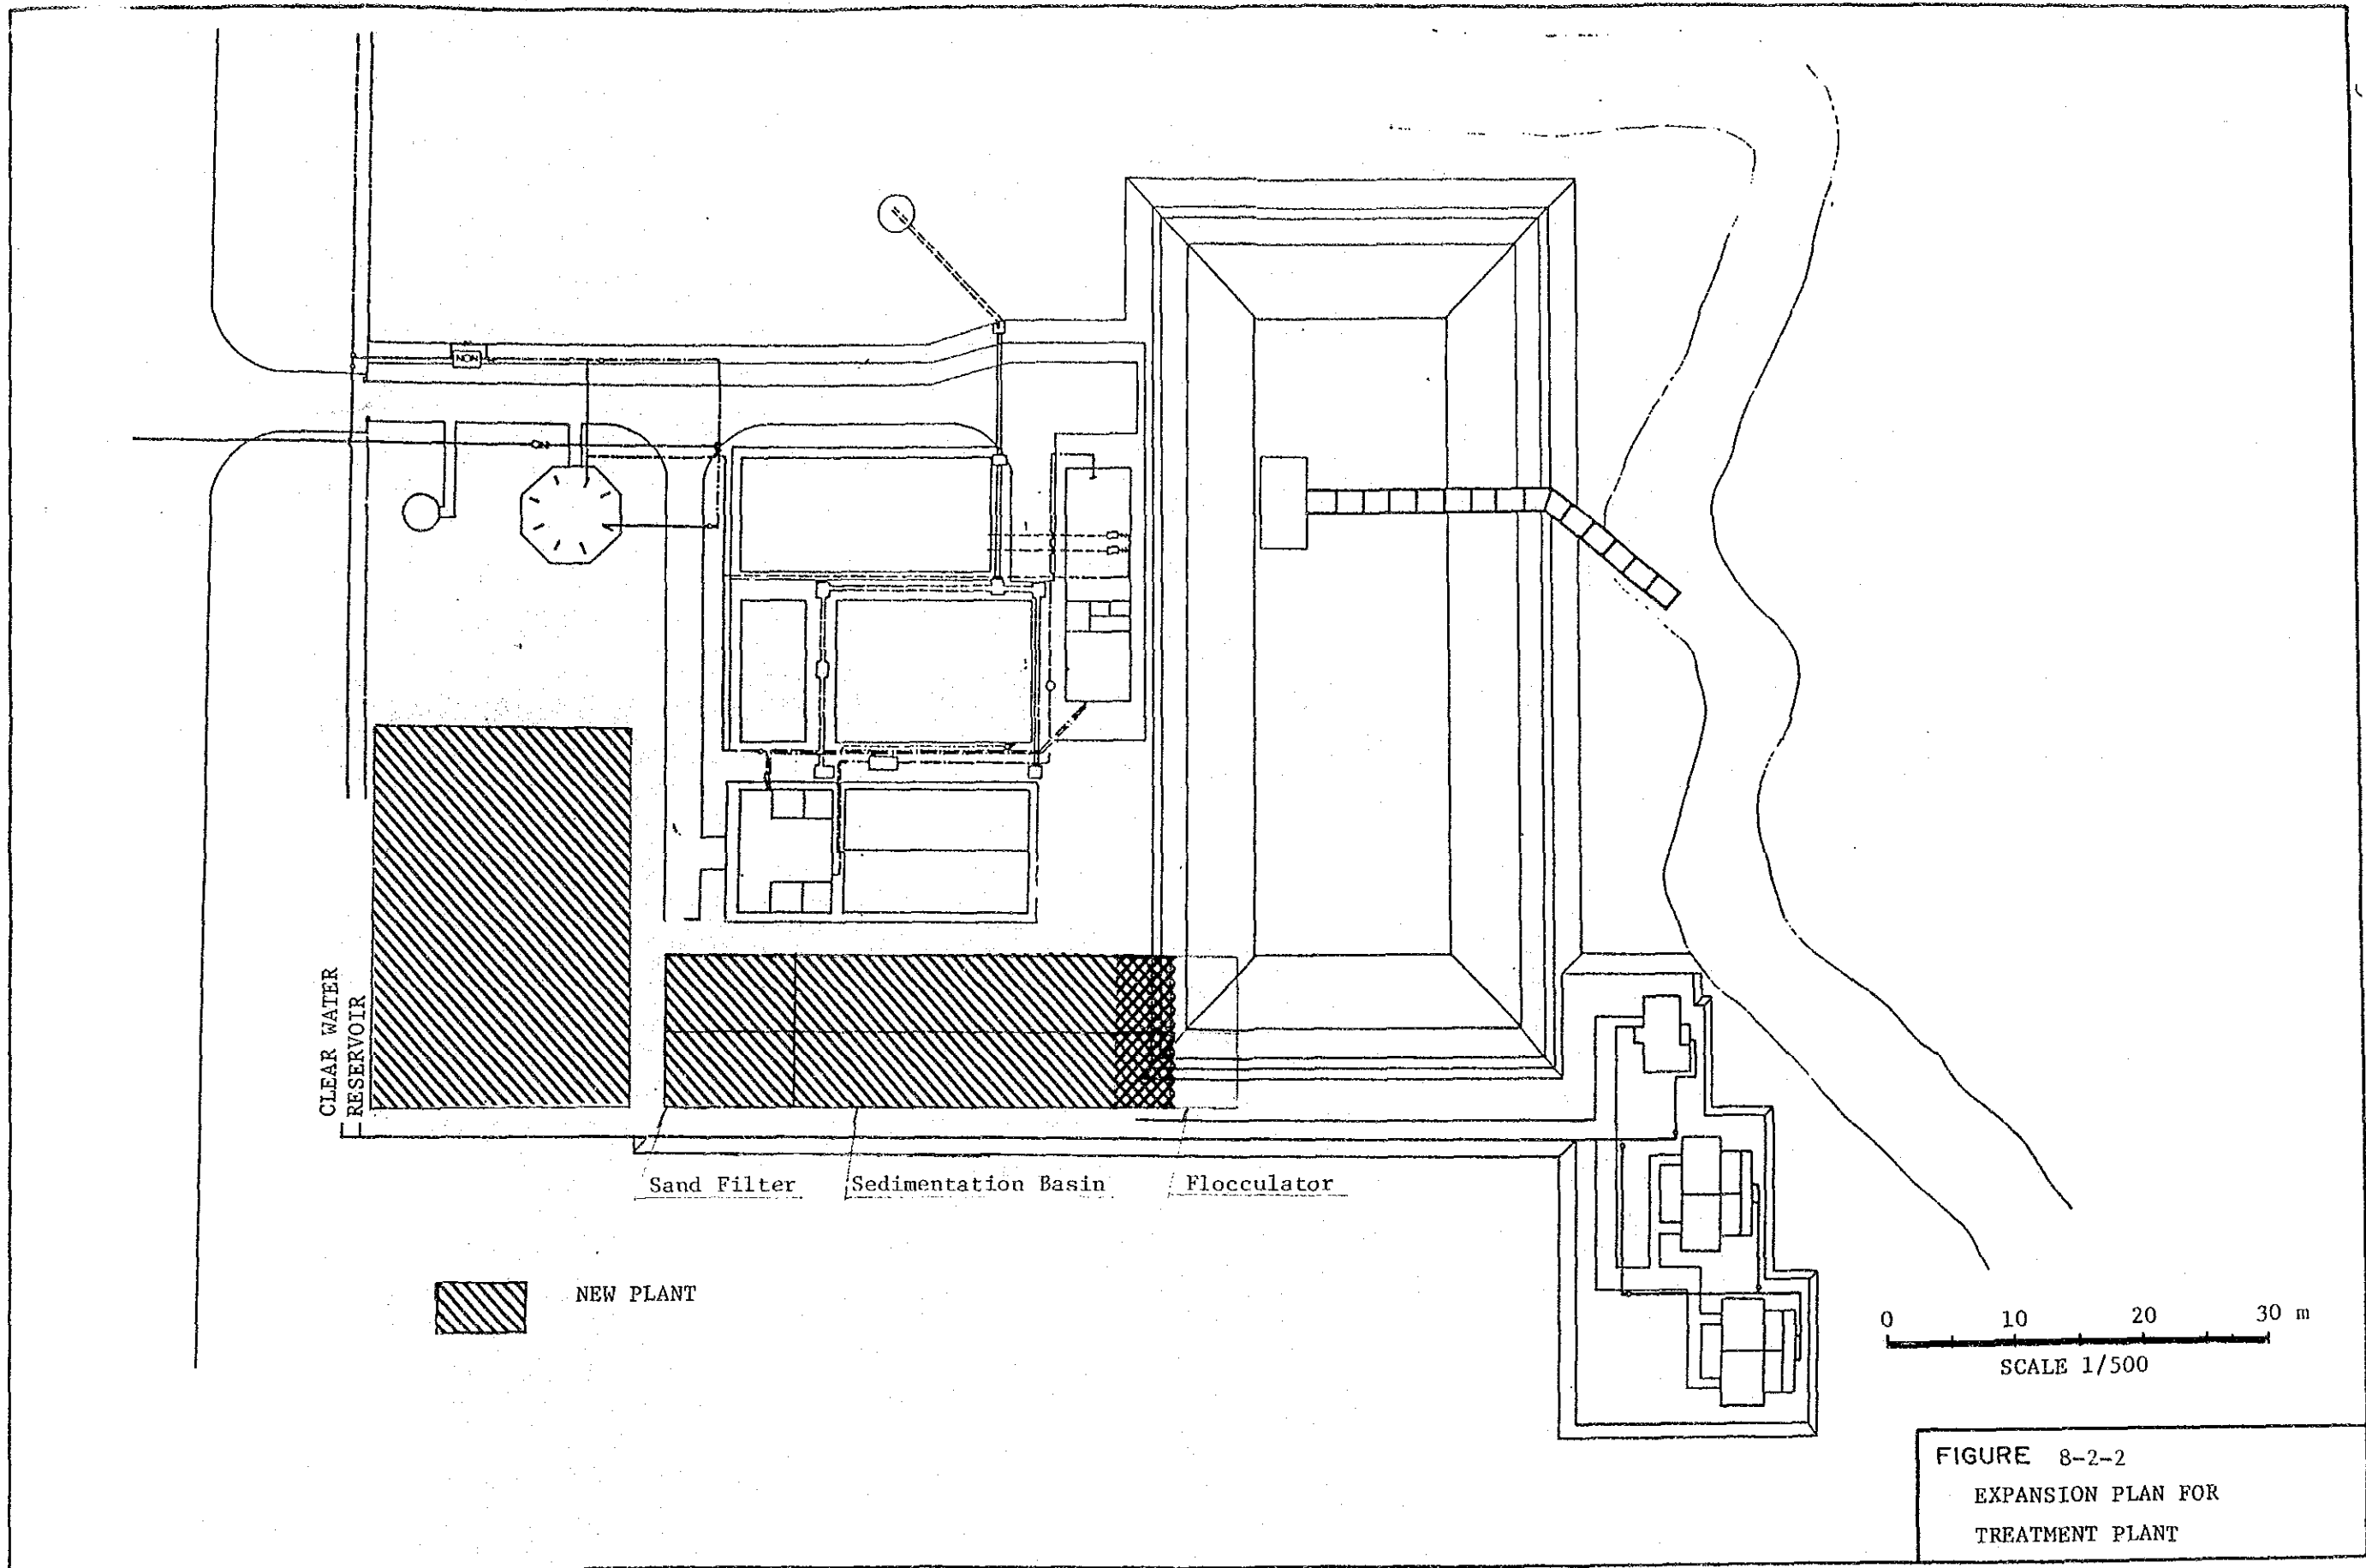 NON
CLEAR WATER
RESERVOIR
Sand Filter
Sedimentation Basin
Flocculator
NEW PLANT
0 10 20 30 m
SCALE 1/500
FIGURE 8-2-2
EXPANSION PLAN FOR
TREATMENT PLANT